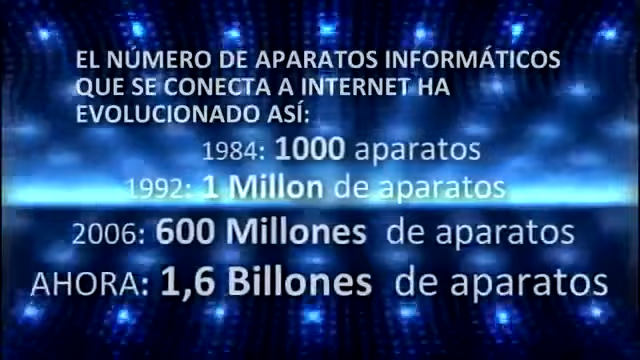 EL NÚMERO DE APARATOS INFORMÁTICOS
QUE SE CONECTA A INTERNET HA
EVOLUCIONADO ASÍ:
1984: 1000 aparatos
1992: 1 Millon de aparatos
2006: 600 Millones de aparatos
AHORA: 1,6 Billones de aparatos